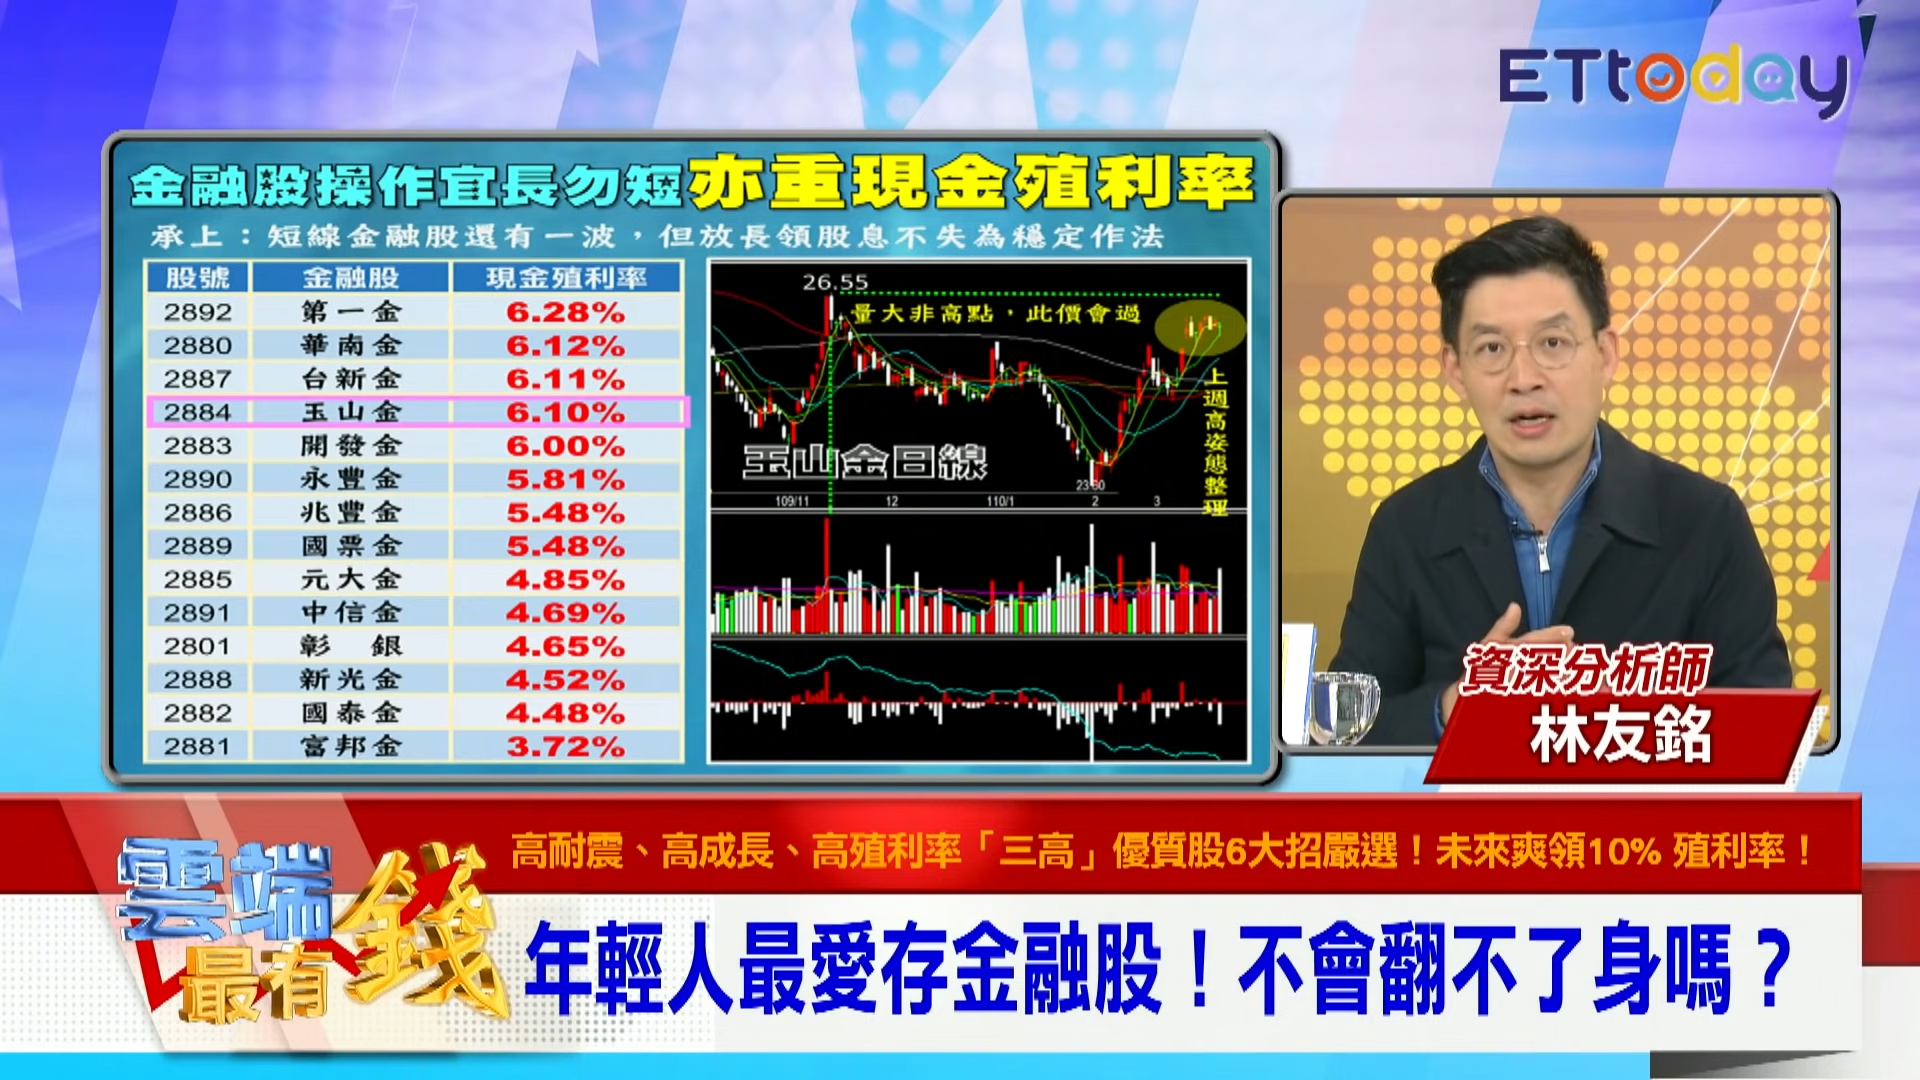 ETtoday
金融股操作宜長勿短亦重現金殖利率
承上：短線金融股還有一波，但放長領股息不失為穩定作法
股號 金融股 現金殖利率
2892 第一金 6.28%
2880 華南金 6.12%
2887 台新金 6.11%
2884 玉山金 6.10%
2883 開發金 6.00%
2890 永豐金 5.81%
2886 兆豐金 5.48%
2889 國票金 5.48%
2885 元大金 4.85%
2891 中信金 4.69%
2801 彰銀 4.65%
2888 新光金 4.52%
2882 國泰金 4.48%
2881 富邦金 3.72%
26.55
量大非高點，此價會過
上週高姿態整理
玉山金日線
109/11 12 110/1 2 3
資深分析師
林友銘
高耐震、高成長、高殖利率「三高」優質股6大招嚴選！未來爽領10% 殖利率！
雲端最有錢
年輕人最愛存金融股！不會翻不了身嗎？